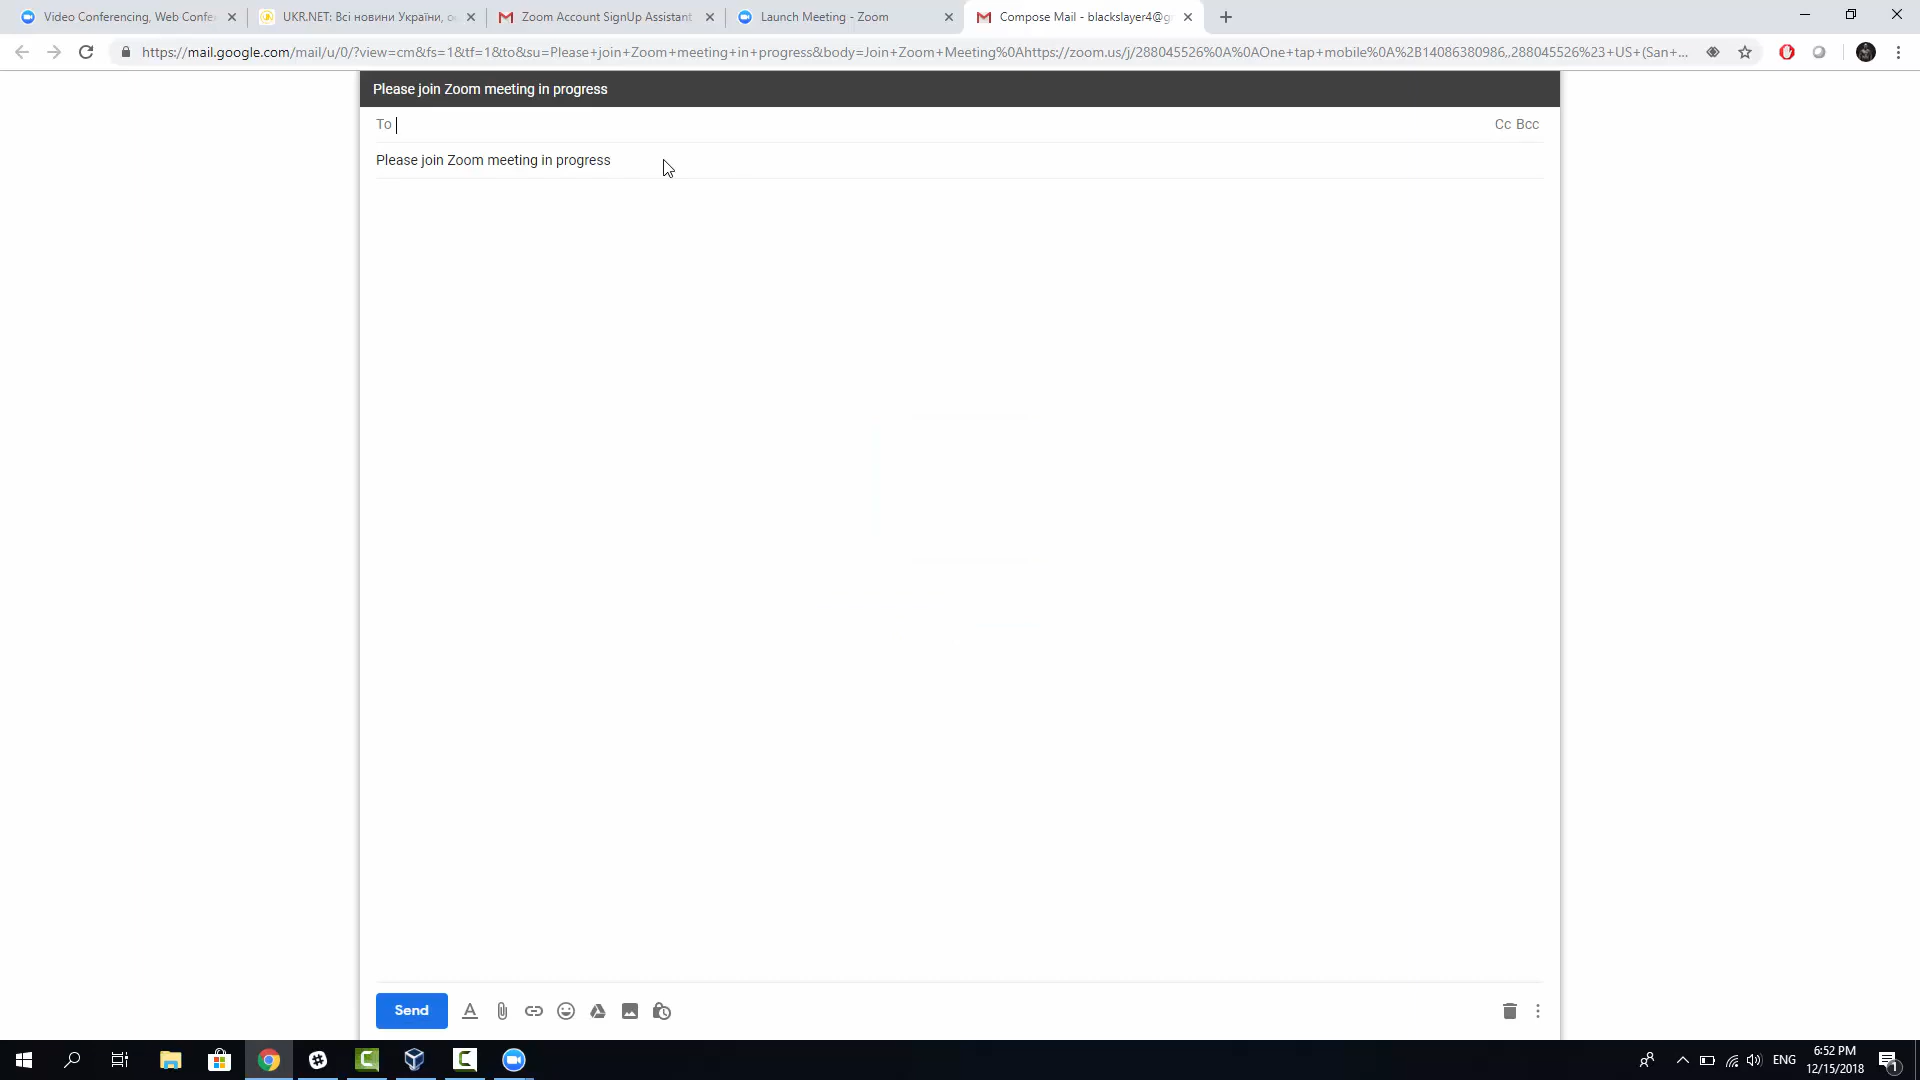 Video Conferencing, Web Confe
UKR.NET: Всі новини України, о
Zoom Account SignUp Assistant
Launch Meeting - Zoom
Compose Mail - blackslayer4@g
https://mail.google.com/mail/u/0/?view=cm&fs=1&tf=1&to&su=Please+join+Zoom+meeting+in+progress&body=Join+Zoom+Meeting%0Ahttps://zoom.us/j/288045526%0A%0AOne+tap+mobile%0A%2B14086380986,,288045526%23+US+(San+...
Please join Zoom meeting in progress
To
Cc Bcc
Please join Zoom meeting in progress
Send
ENG
6:52 PM
12/15/2018
1